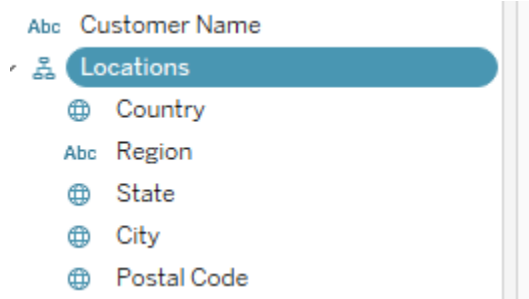 Abc Customer Name
Locations
Country
Abc Region
State
City
Postal Code